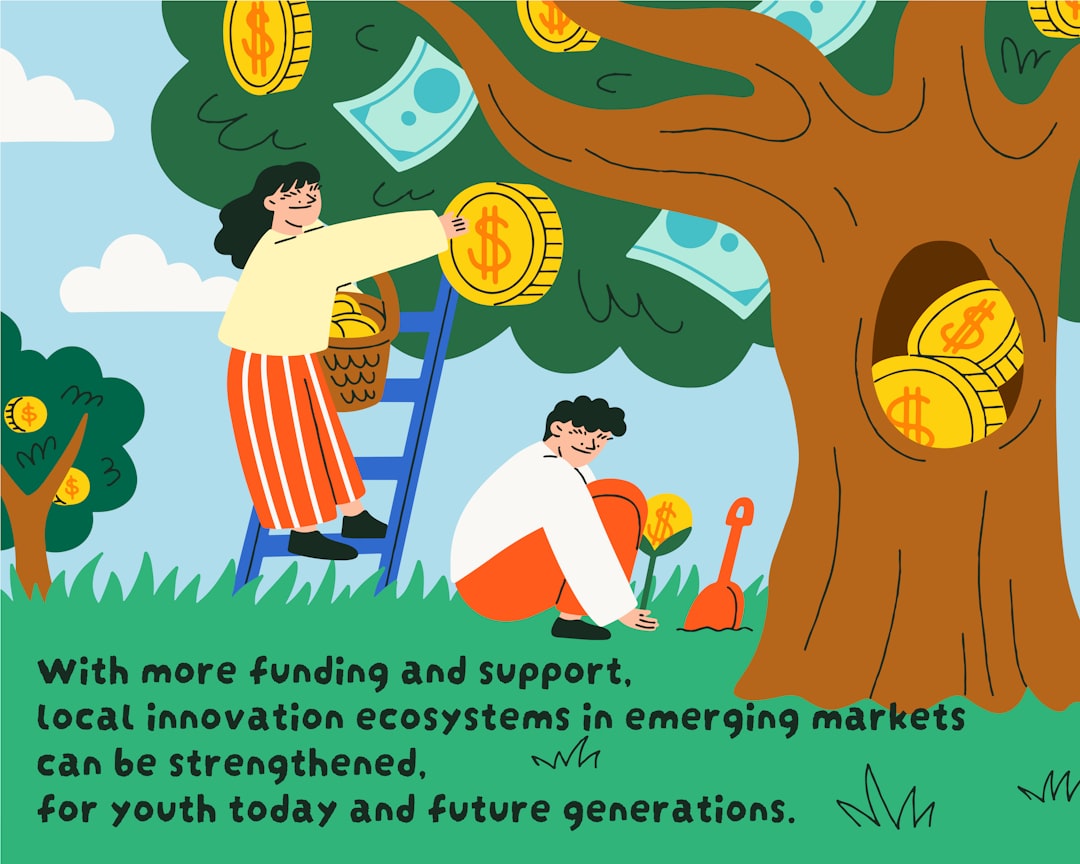 With more funding and support,
local innovation ecosystems in emerging markets
can be strengthened,
for youth today and future generations.